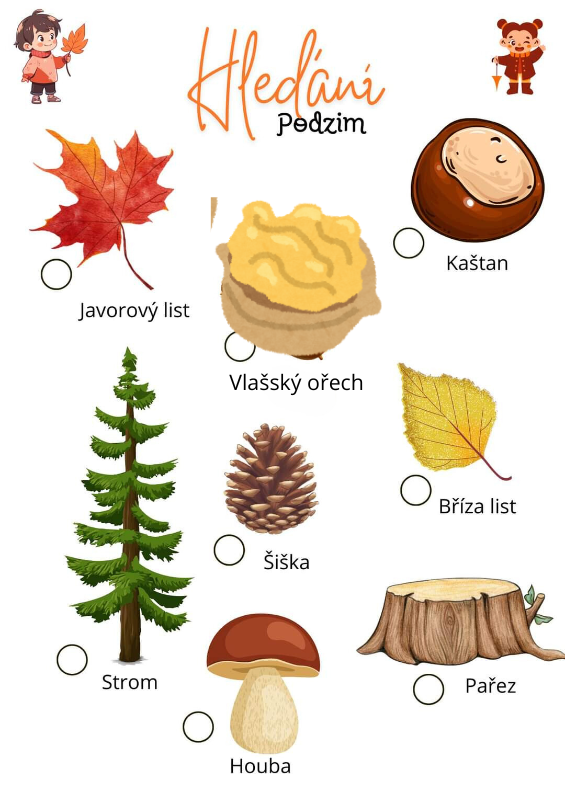 Hledání
Podzim
Kaštan
Javorový list
Vlašský ořech
Bříza list
Šiška
Strom
Pařez
Houba